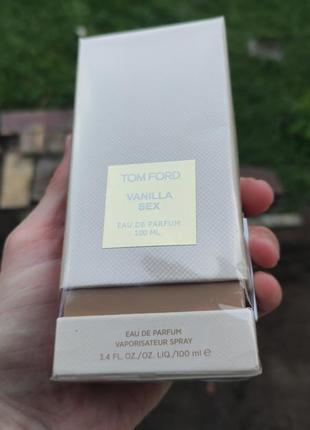 TOM FORD
VANILLA
SEX
EAU DE PARFUM
100 ML
EAU DE PARFUM
VAPORISATEUR SPRAY
3.4 FL. OZ./OZ. LIQ./100 ml ℮